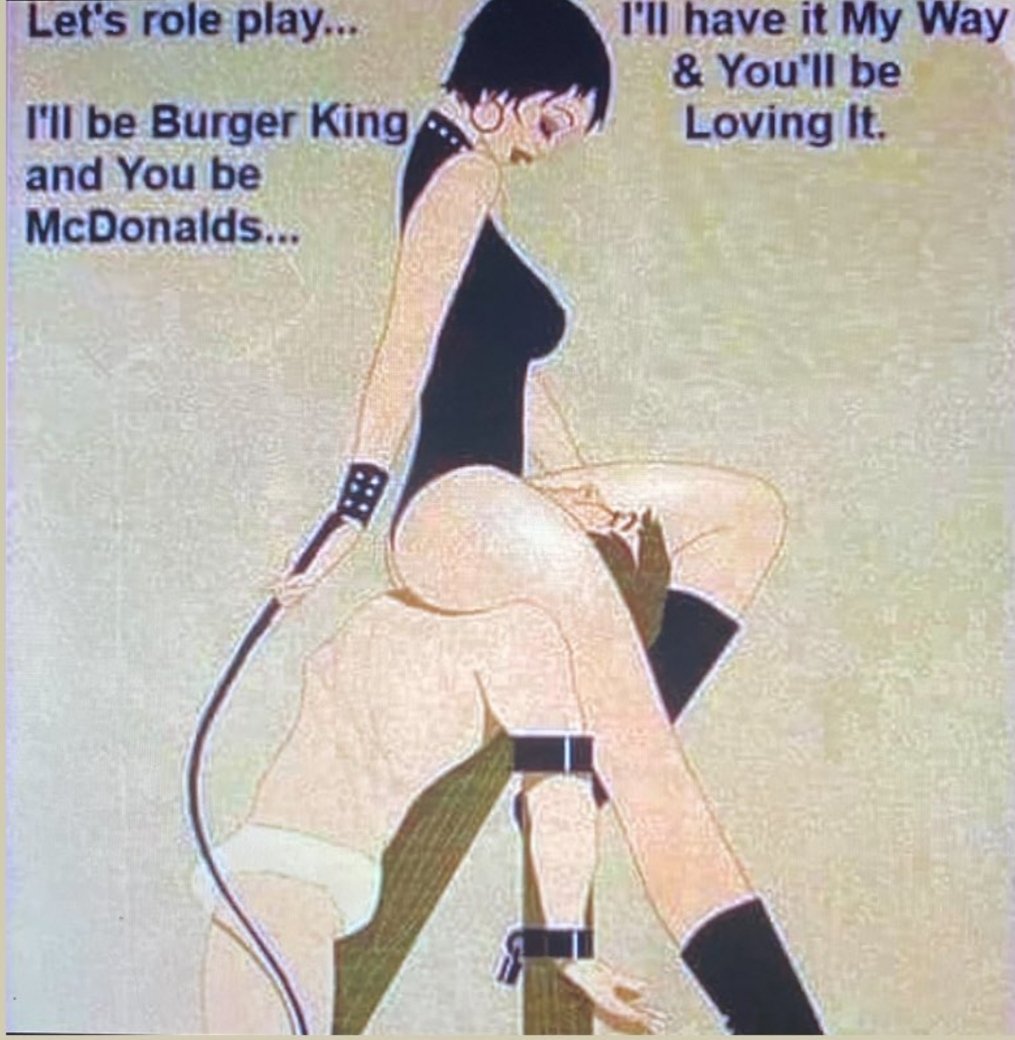 Let's role play...
I'll be Burger King
and You be
McDonalds...
I'll have it My Way
& You'll be
Loving It.